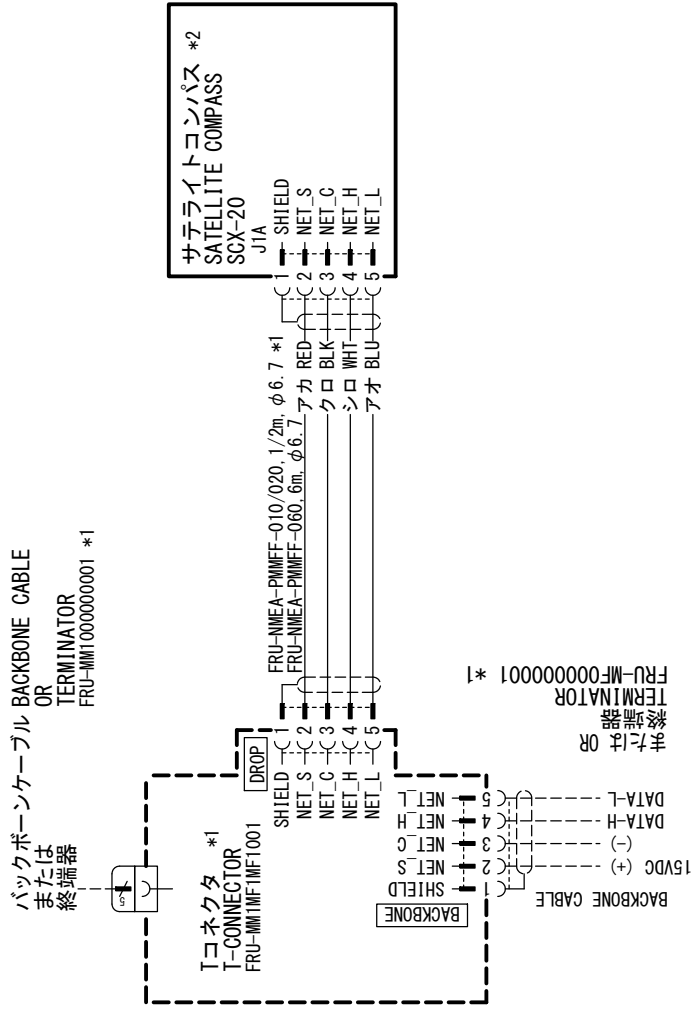 バックボーンケーブル BACKBONE CABLE
または OR
終端器 TERMINATOR
FRU-MM1000000001 *1
5
Tコネクタ *1
T-CONNECTOR
FRU-MM1MF1MF1001
DROP
SHIELD 1
NET_S 2
NET_C 3
NET_H 4
NET_L 5
FRU-NMEA-PMMFF-010/020,1/2m,φ6.7 *1
FRU-NMEA-PMMFF-060,6m,φ6.7
アカ RED
クロ BLK
シロ WHT
アオ BLU
サテライトコンパス *2
SATELLITE COMPASS
SCX-20
J1A
1 SHIELD
2 NET_S
3 NET_C
4 NET_H
5 NET_L
BACKBONE
SHIELD 1
NET_S 2 (+) 15VDC
NET_C 3 (-)
NET_H 4 DATA-H
NET_L 5 DATA-L
BACKBONE CABLE
または OR
終端器
TERMINATOR
FRU-MF000000001 *1